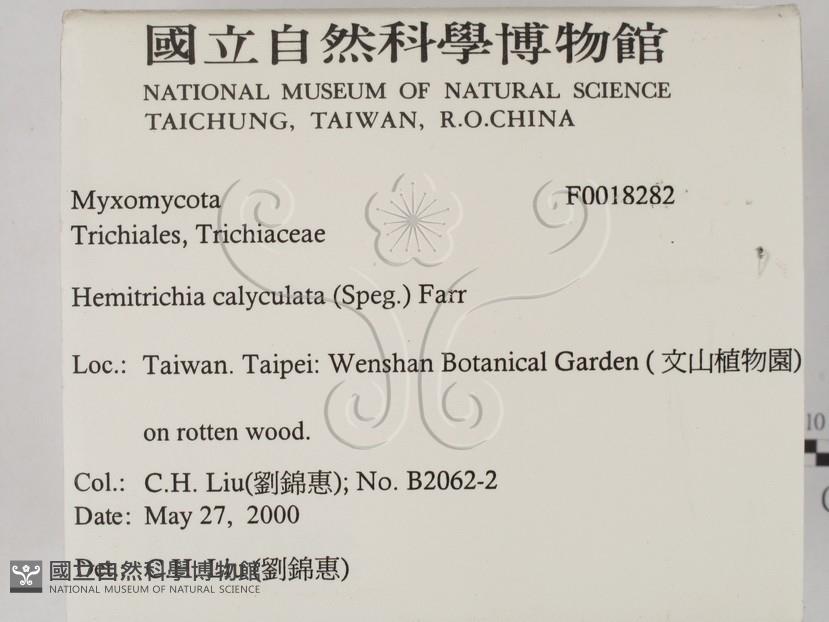 國立自然科學博物館
NATIONAL MUSEUM OF NATURAL SCIENCE
TAICHUNG, TAIWAN, R.O.CHINA
Myxomycota F0018282
Trichiales, Trichiaceae
Hemitrichia calyculata (Speg.) Farr
Loc.: Taiwan. Taipei: Wenshan Botanical Garden (文山植物園)
on rotten wood.
Col.: C.H. Liu(劉錦惠); No. B2062-2
Date: May 27, 2000
Det.: C.H. Liu (劉錦惠)
國立自然科學博物館
NATIONAL MUSEUM OF NATURAL SCIENCE
10